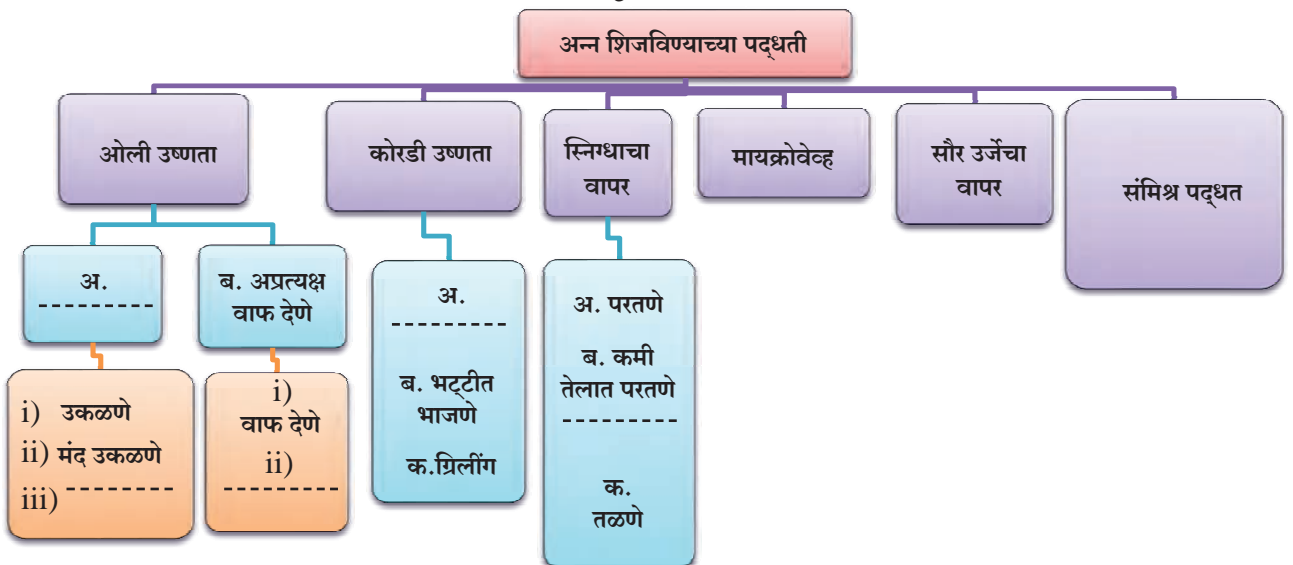 अन्न शिजविण्याच्या पद्धती
ओली उष्णता
कोरडी उष्णता
स्निग्धाचा
वापर
मायक्रोवेव्ह
सौर उर्जेचा
वापर
संमिश्र पद्धत
अ.
------------
ब. अप्रत्यक्ष
वाफ देणे
i) उकळणे
ii) मंद उकळणे
iii) -----------
i)
वाफ देणे
ii)
-----------
अ.
-----------
ब. भट्टीत
भाजणे
क.ग्रिलींग
अ. परतणे
ब. कमी
तेलात परतणे
-----------
क.
तळणे